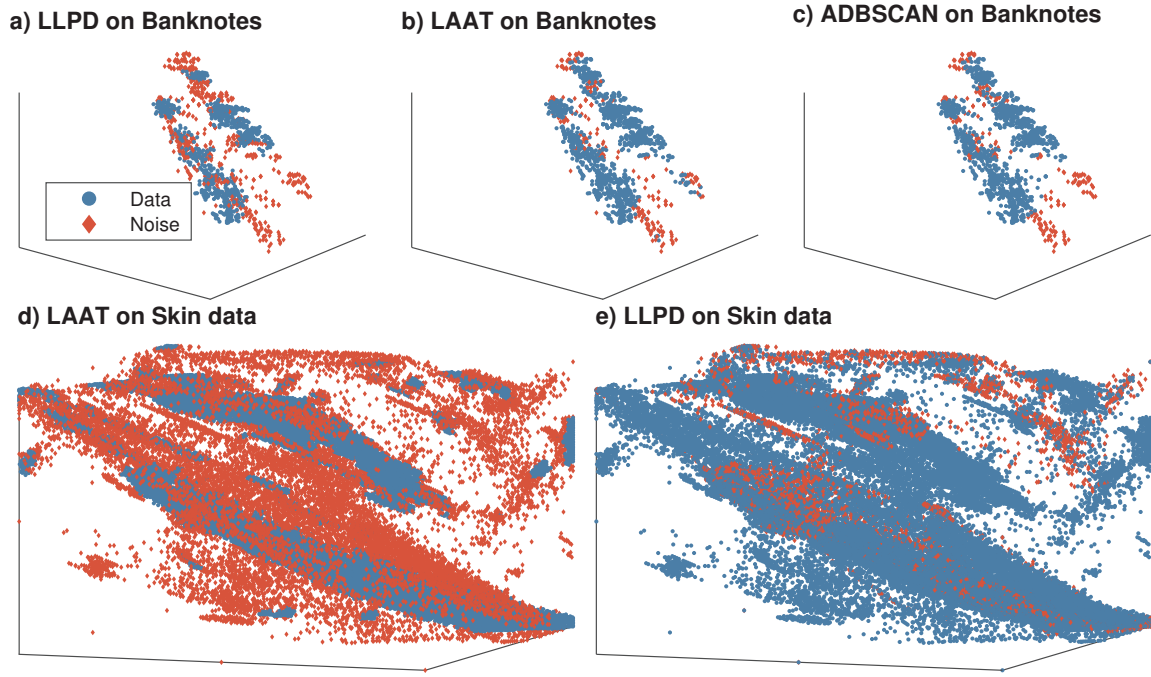 a) LLPD on Banknotes
b) LAAT on Banknotes
c) ADBSCAN on Banknotes
Data
Noise
d) LAAT on Skin data
e) LLPD on Skin data